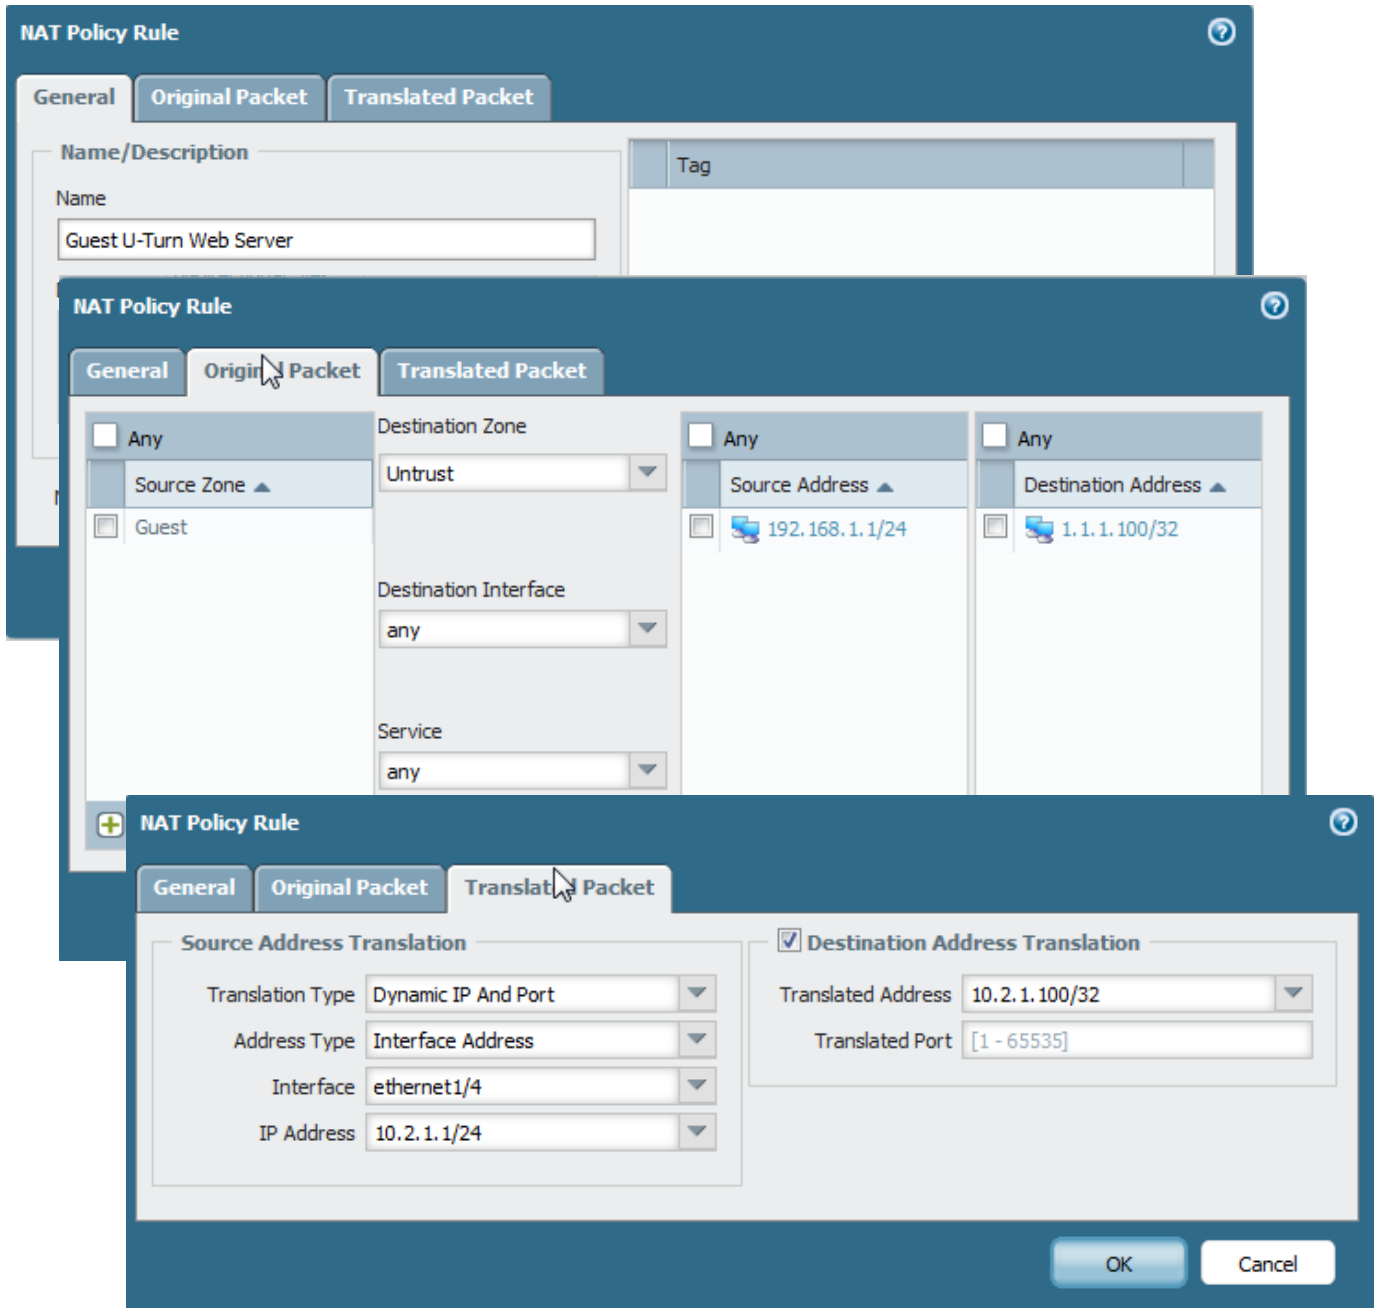 NAT Policy Rule
General
Original Packet
Translated Packet
Name/Description
Name
Guest U-Turn Web Server
Tag
NAT Policy Rule
General
Original Packet
Translated Packet
Any
Source Zone
Guest
Destination Zone
Untrust
Destination Interface
any
Service
any
Any
Source Address
192.168.1.1/24
Any
Destination Address
1.1.1.100/32
NAT Policy Rule
General
Original Packet
Translated Packet
Source Address Translation
Translation Type Dynamic IP And Port
Address Type Interface Address
Interface ethernet1/4
IP Address 10.2.1.1/24
Destination Address Translation
Translated Address 10.2.1.100/32
Translated Port [1 - 65535]
OK
Cancel